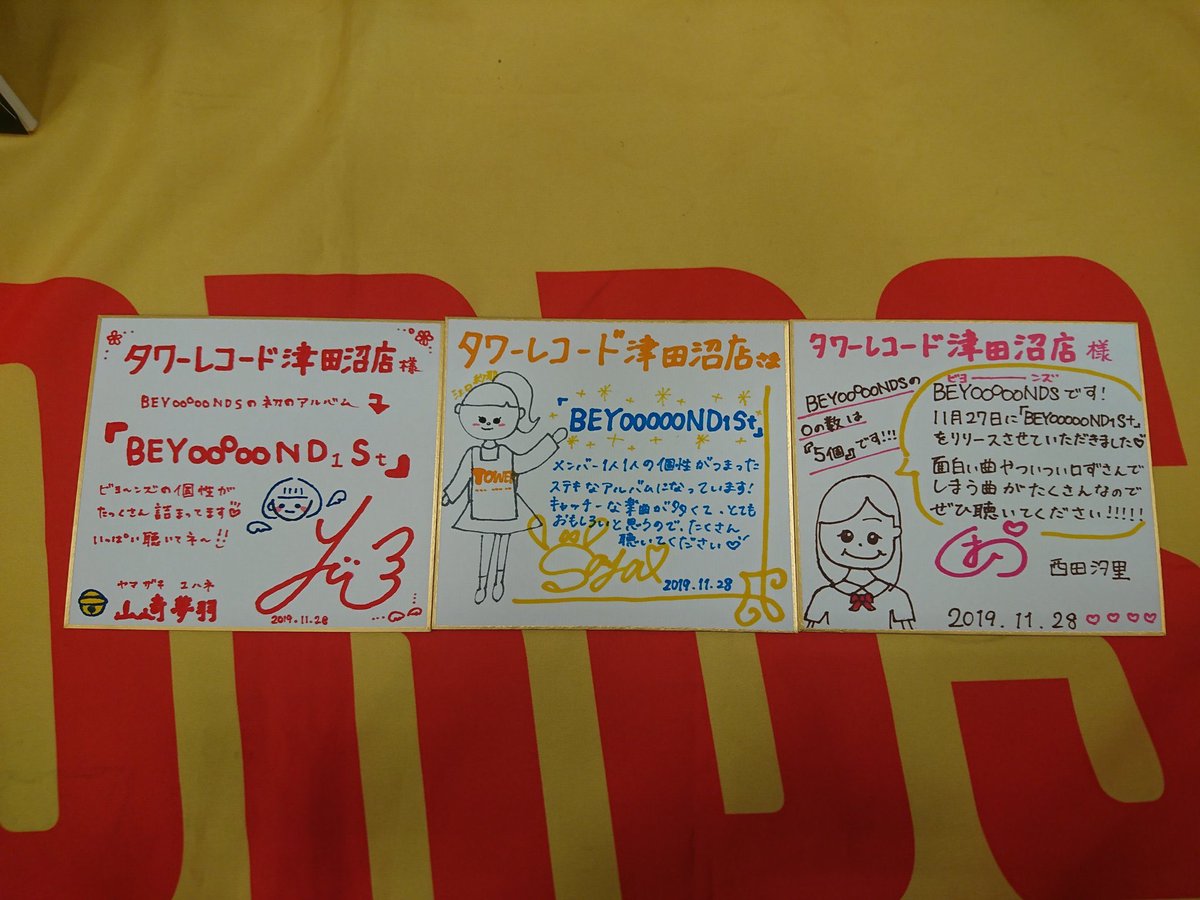 タワーレコード津田沼店様
BEYOOOOONDSの初のアルバム
『BEYOOOOOND1St』
ビヨーンズの個性が
たっくさん詰まってます
いっぱい聴いてネ〜!!
ヤマザキ ユハネ
山﨑夢羽
2019.11.28
タワーレコード津田沼店さま
『BEYOOOOOND1St』
メンバー1人1人の個性がつまった
ステキなアルバムになっています!
キャッチーな楽曲が多くて、とても
おもしろいと思うので、たくさん
聴いてください♡
TOWER
2019.11.28
タワーレコード津田沼店様
BEYOOOOONDSの
Oの数は
『5個』です!!!
ビヨーーンズ
BEYOOOOONDSです!
11月27日に『BEYOOOOOND1St』
をリリースさせていただきました♡
面白い曲やついつい口ずさんで
しまう曲がたくさんなので
ぜひ聴いてください!!!!!
西田汐里
2019.11.28 ♡♡♡♡